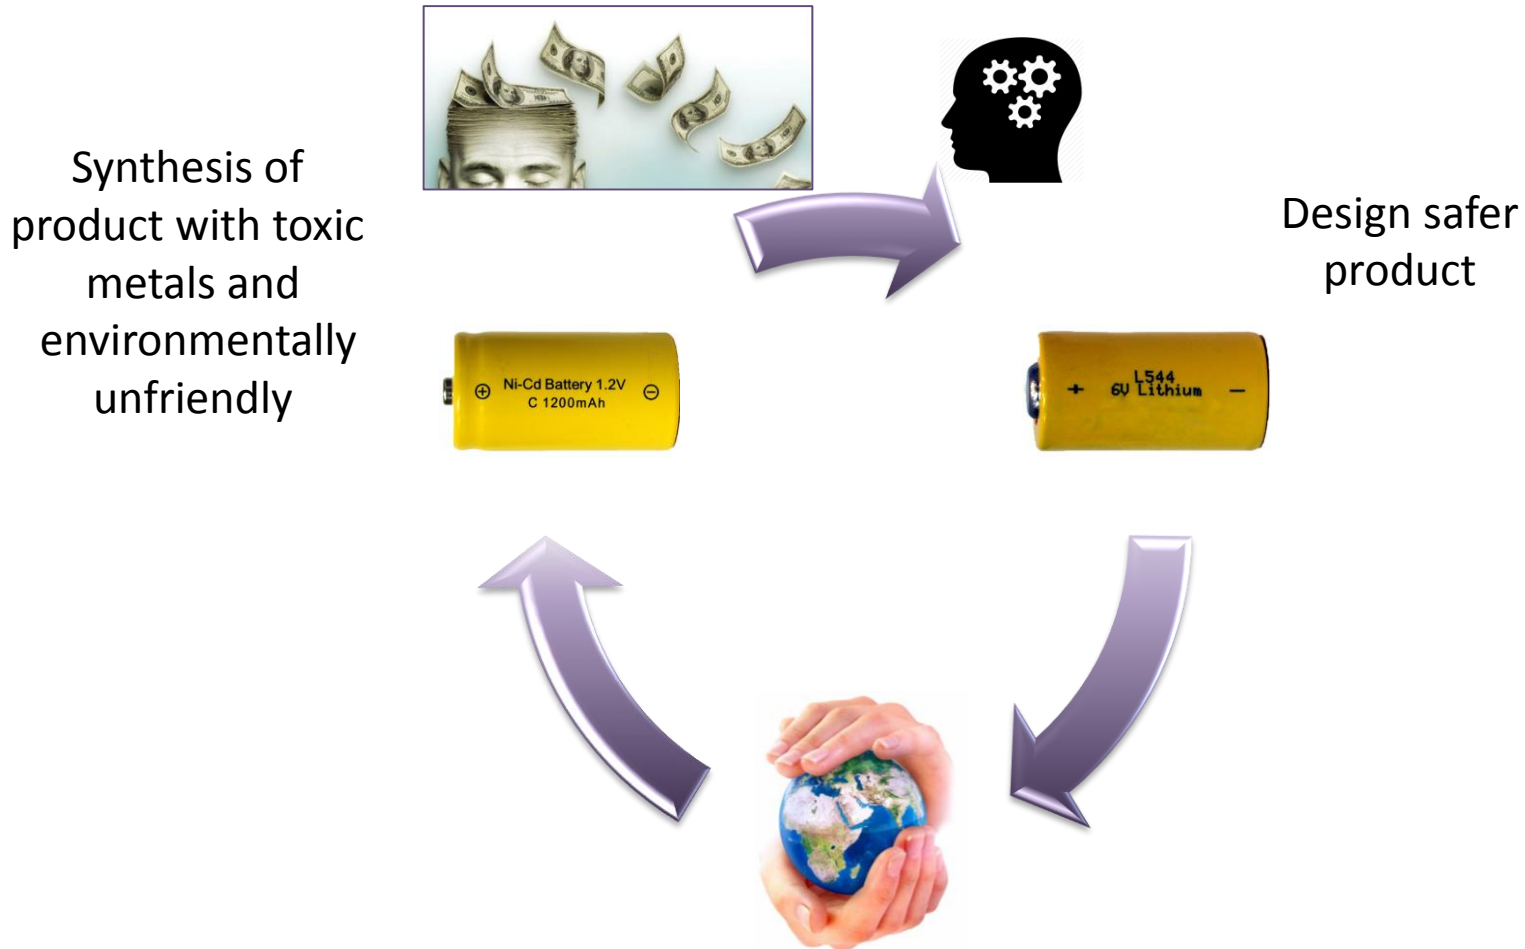 Synthesis of
product with toxic
metals and
environmentally
unfriendly
Design safer
product
⊕ Ni-Cd Battery 1.2V ⊖
C 1200mAh
L544
+ 6V Lithium −